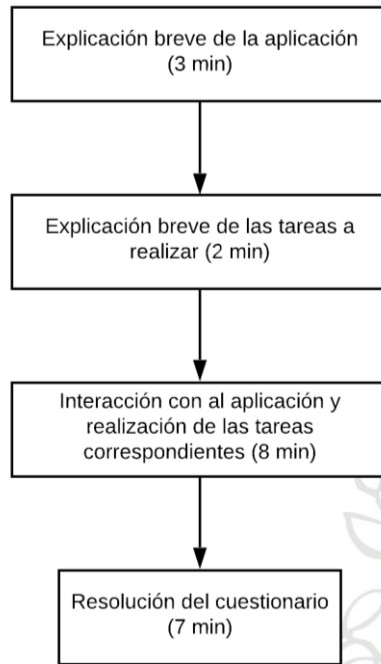 Explicación breve de la aplicación
(3 min)
Explicación breve de las tareas a
realizar (2 min)
Interacción con al aplicación y
realización de las tareas
correspondientes (8 min)
Resolución del cuestionario
(7 min)